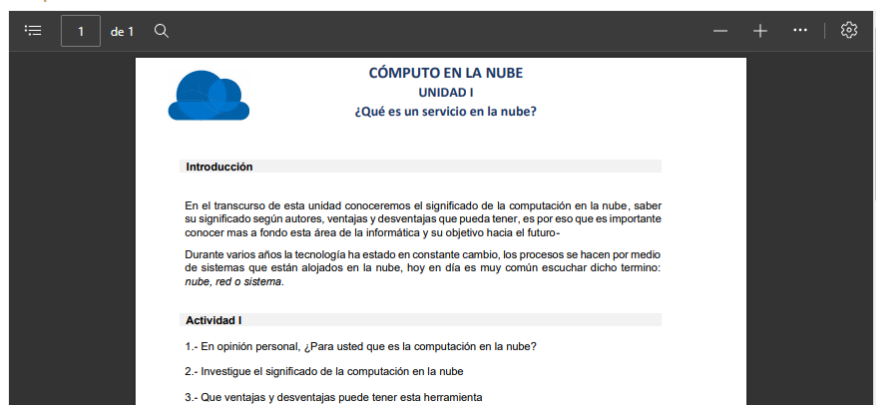 1 de 1
CÓMPUTO EN LA NUBE
UNIDAD I
¿Qué es un servicio en la nube?
Introducción
En el transcurso de esta unidad conoceremos el significado de la computación en la nube, saber
su significado según autores, ventajas y desventajas que pueda tener, es por eso que es importante
conocer mas a fondo esta área de la informática y su objetivo hacia el futuro-
Durante varios años la tecnología ha estado en constante cambio, los procesos se hacen por medio
de sistemas que están alojados en la nube, hoy en día es muy común escuchar dicho termino:
nube, red o sistema.
Actividad I
1.- En opinión personal, ¿Para usted que es la computación en la nube?
2.- Investigue el significado de la computación en la nube
3.- Que ventajas y desventajas puede tener esta herramienta